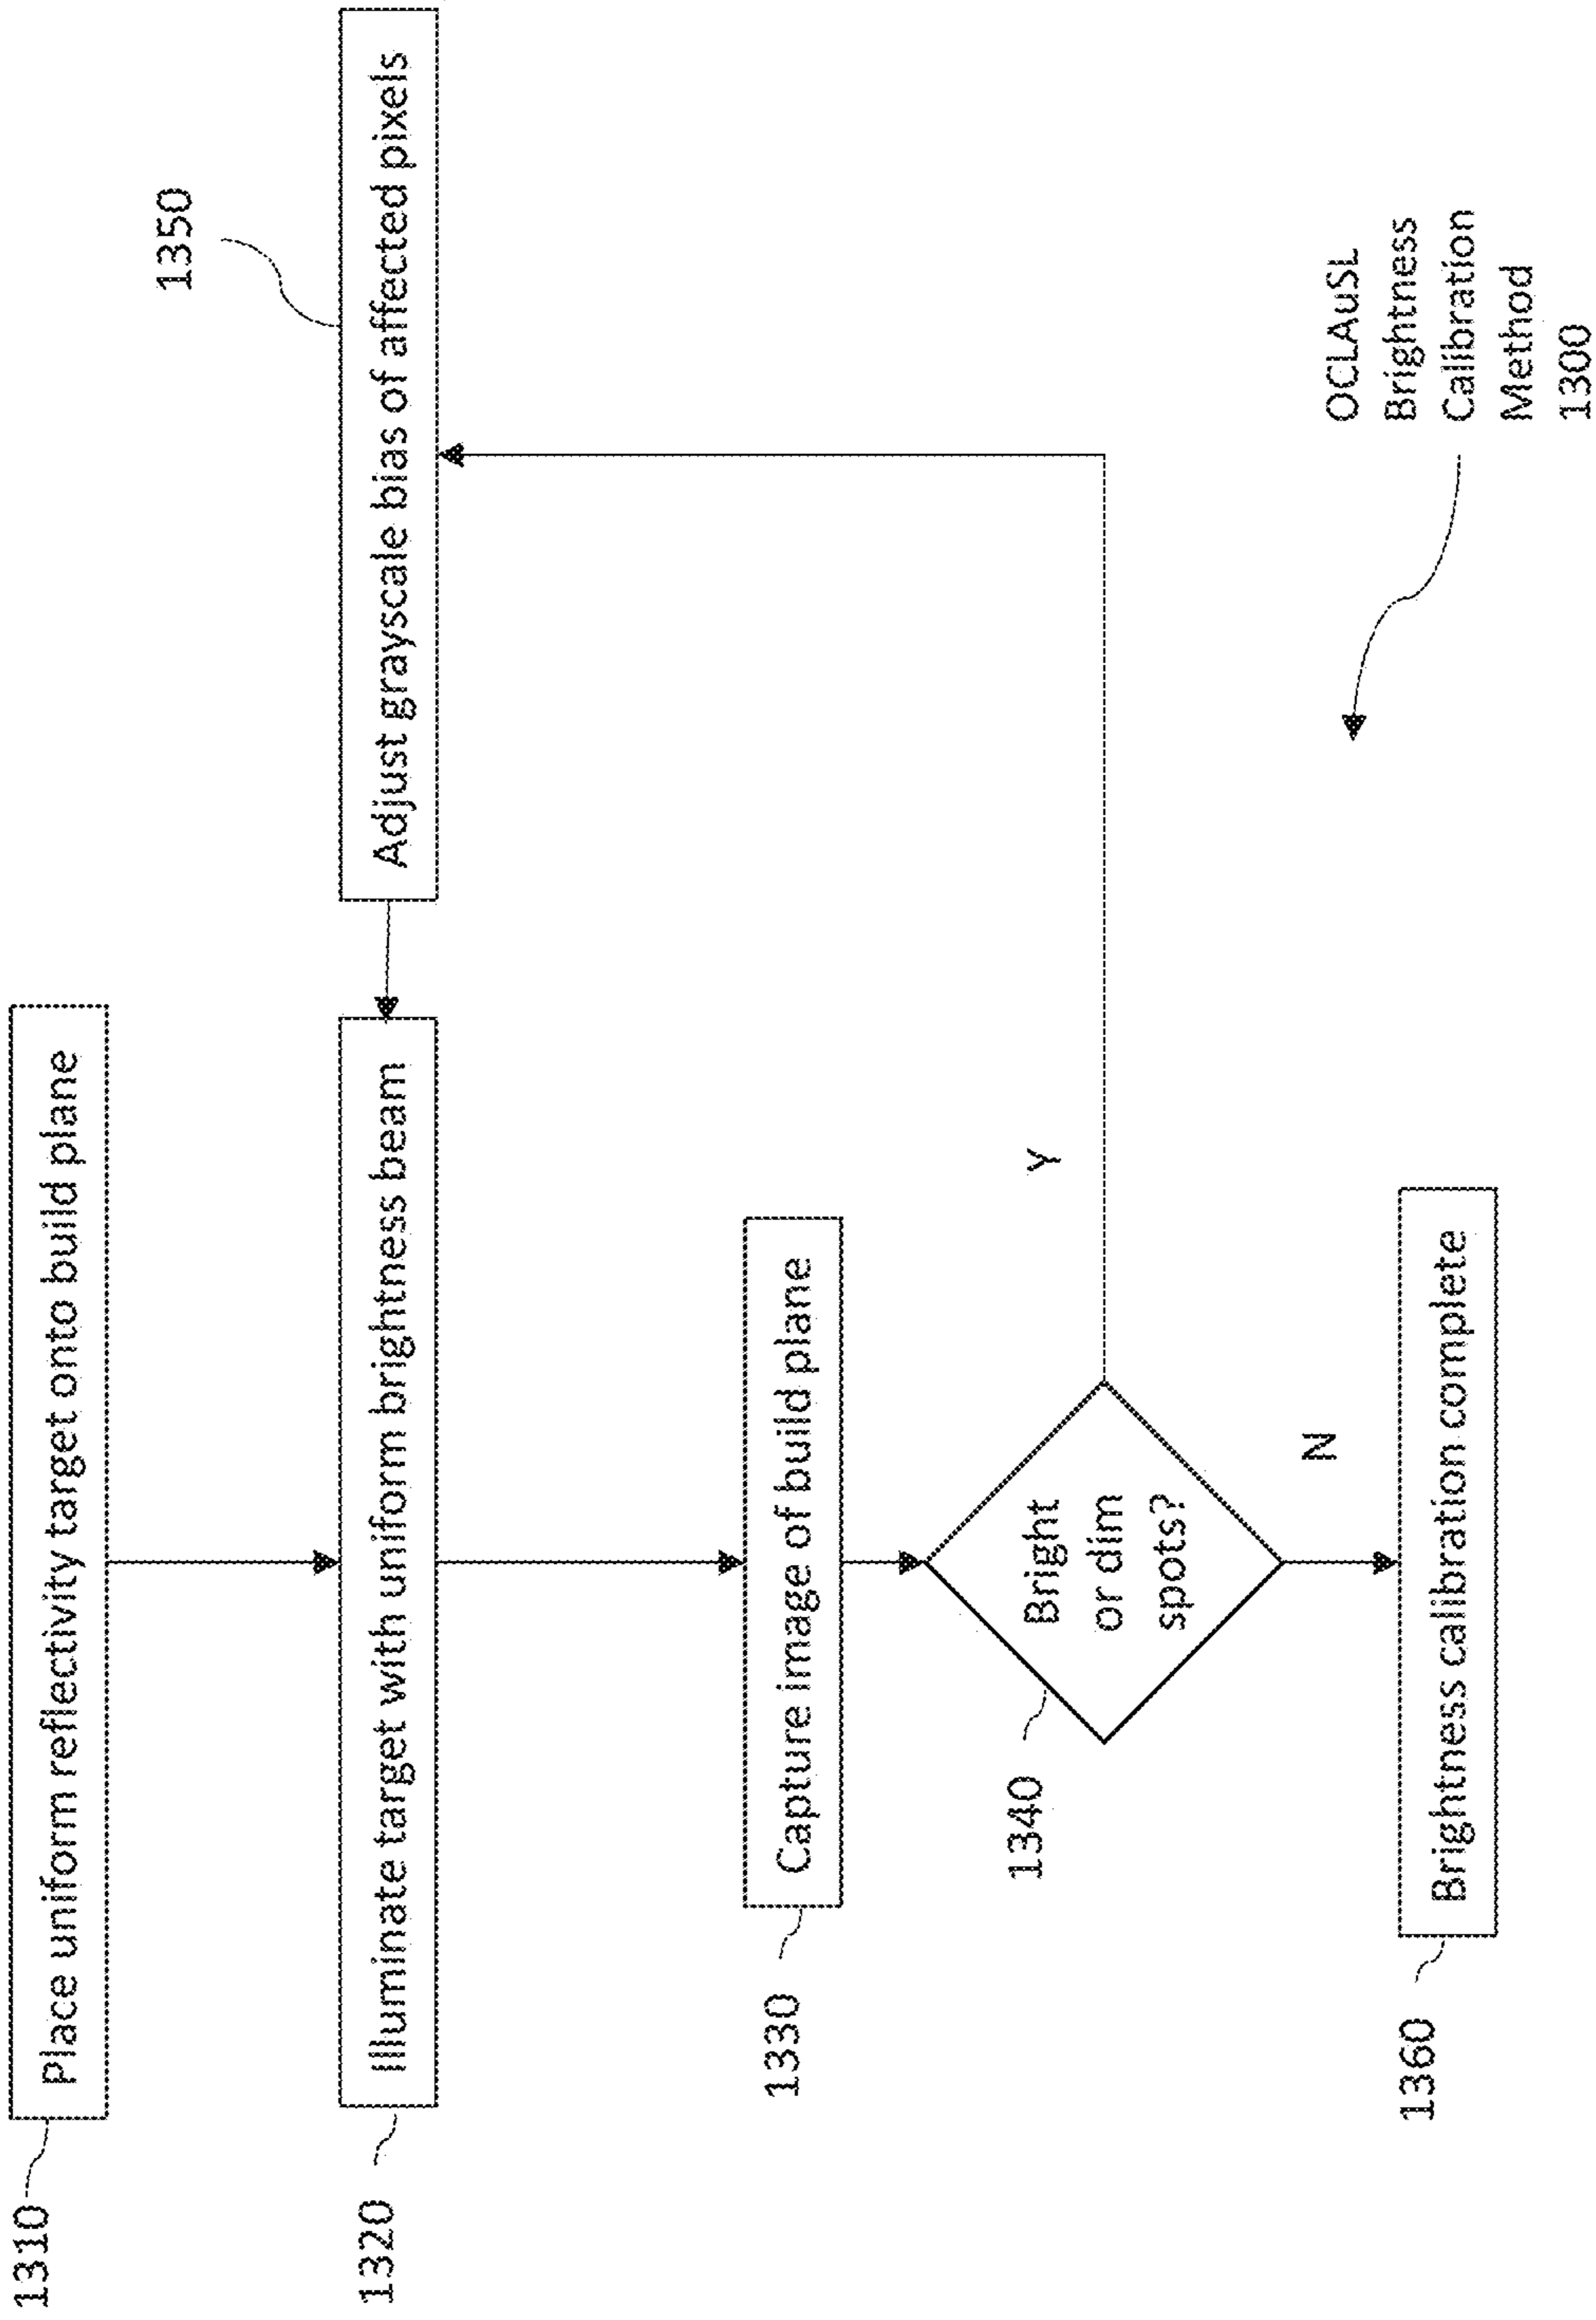 1310
Place uniform reflectivity target onto build plane
1350
1320
Illuminate target with uniform brightness beam
Adjust grayscale bias of affected pixels
1330
Capture image of build plane
1340
Bright
or dim
spots?
Y
N
1360
Brightness calibration complete
OCLAuSL
Brightness
Calibration
Method
1300